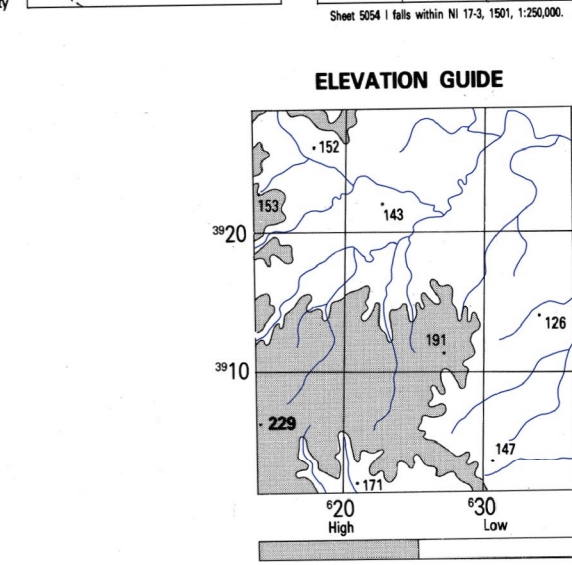 ty
Sheet 5054 I falls within NI 17-3, 1501, 1:250,000.
ELEVATION GUIDE
152
153
143
3920
126
191
3910
229
147
171
620
630
High
Low